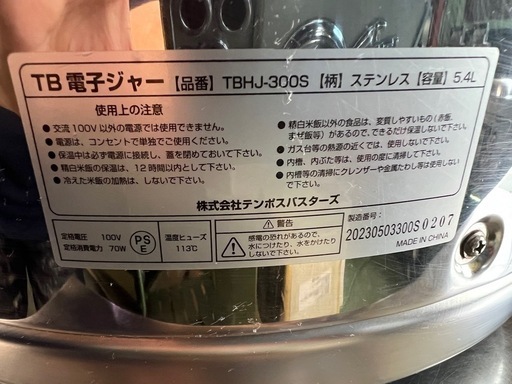 TB 電子ジャー 【品番】 TBHJ-300S 【柄】 ステンレス 【容量】 5.4L
使用上の注意
● 交流100V以外の電源では使用できません。
● 電源は、コンセントで単独でご使用ください。
● 保温中は必ず電源に接続し、蓋を閉めておいて下さい。
● 精白米飯の保温は、12時間以内として下さい。
● 冷えた米飯の加熱は、しないで下さい。
● 精白米飯以外の食品は、変質しやすいもの(赤飯、
まぜ飯等)があるので、できるだけ保温しないで下さい。
● ガス台等の熱源の近くでは、使用しないで下さい。
● 内槽、内ぶた等は、使用の度に清掃して下さい。
● 内槽等の清掃にクレンザーや金属たわし等は使用
しないで下さい。
株式会社テンポスバスターズ
定格電圧 100V
定格消費電力 70W
PS
E
温度ヒューズ
113℃
警告
感電の恐れがあるので、
水につけたり、水をかけたり
しないで下さい。
製造番号:
20230503300S0207
MADE IN CHINA